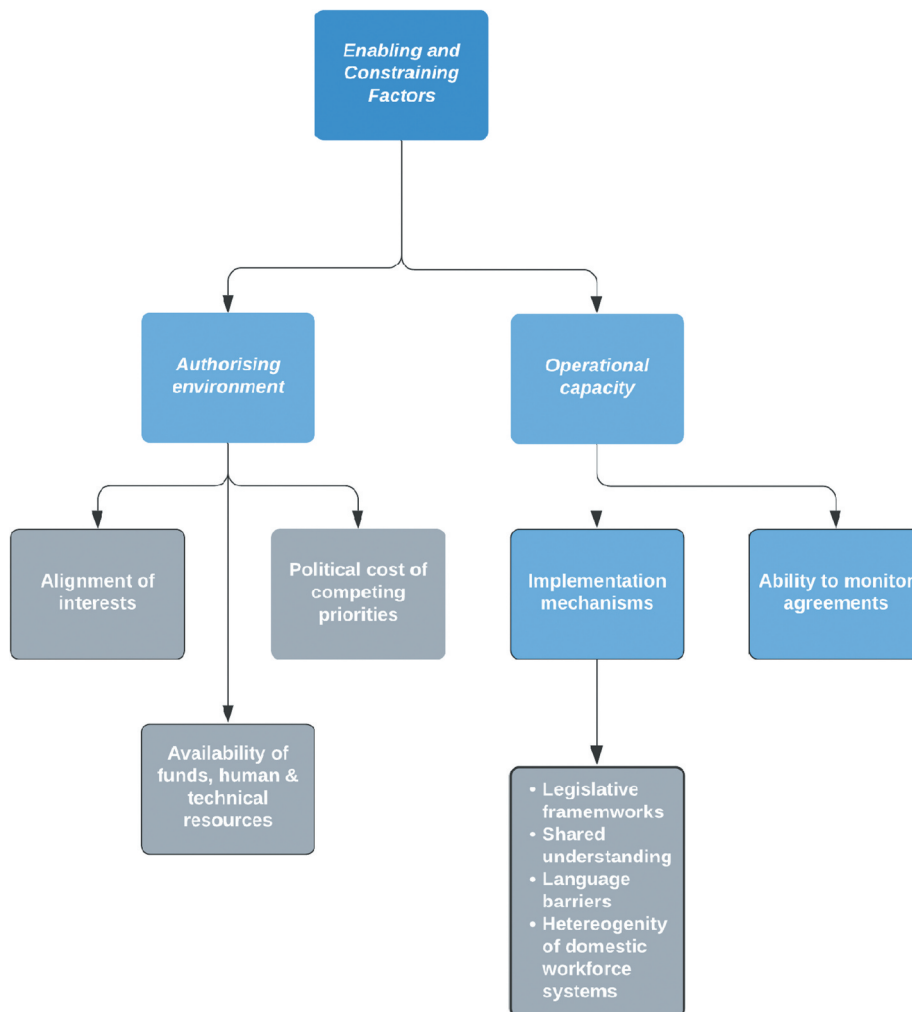 Enabling and
Constraining
Factors
Authorising
environment
Operational
capacity
Alignment of
interests
Political cost of
competing
priorities
Implementation
mechanisms
Ability to monitor
agreements
Availability of
funds, human &
technical
resources
• Legislative
framemworks
• Shared
understanding
• Language
barriers
• Hetereogenity
of domestic
workforce
systems